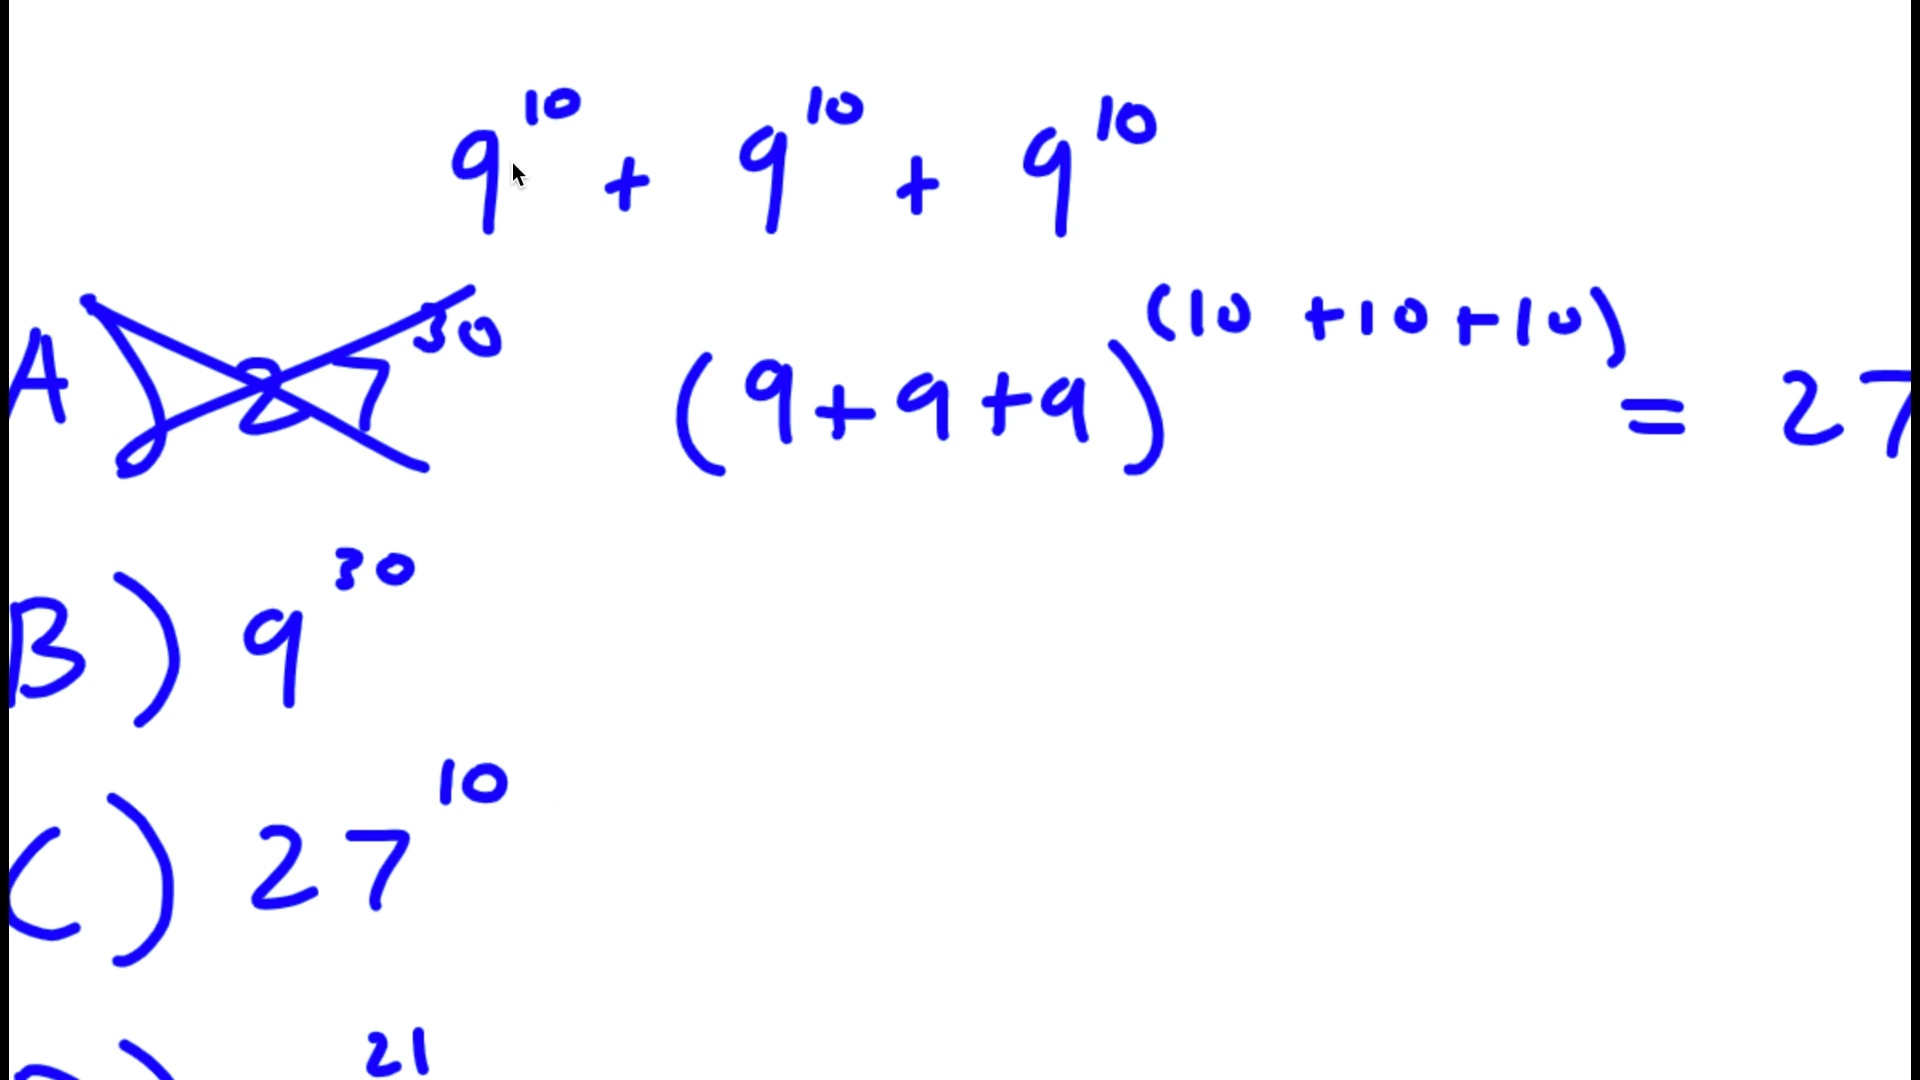 9^10 + 9^10 + 9^10
A) 27^30 (9+9+9)^(10+10+10) = 27
B) 9^30
C) 27^10
21